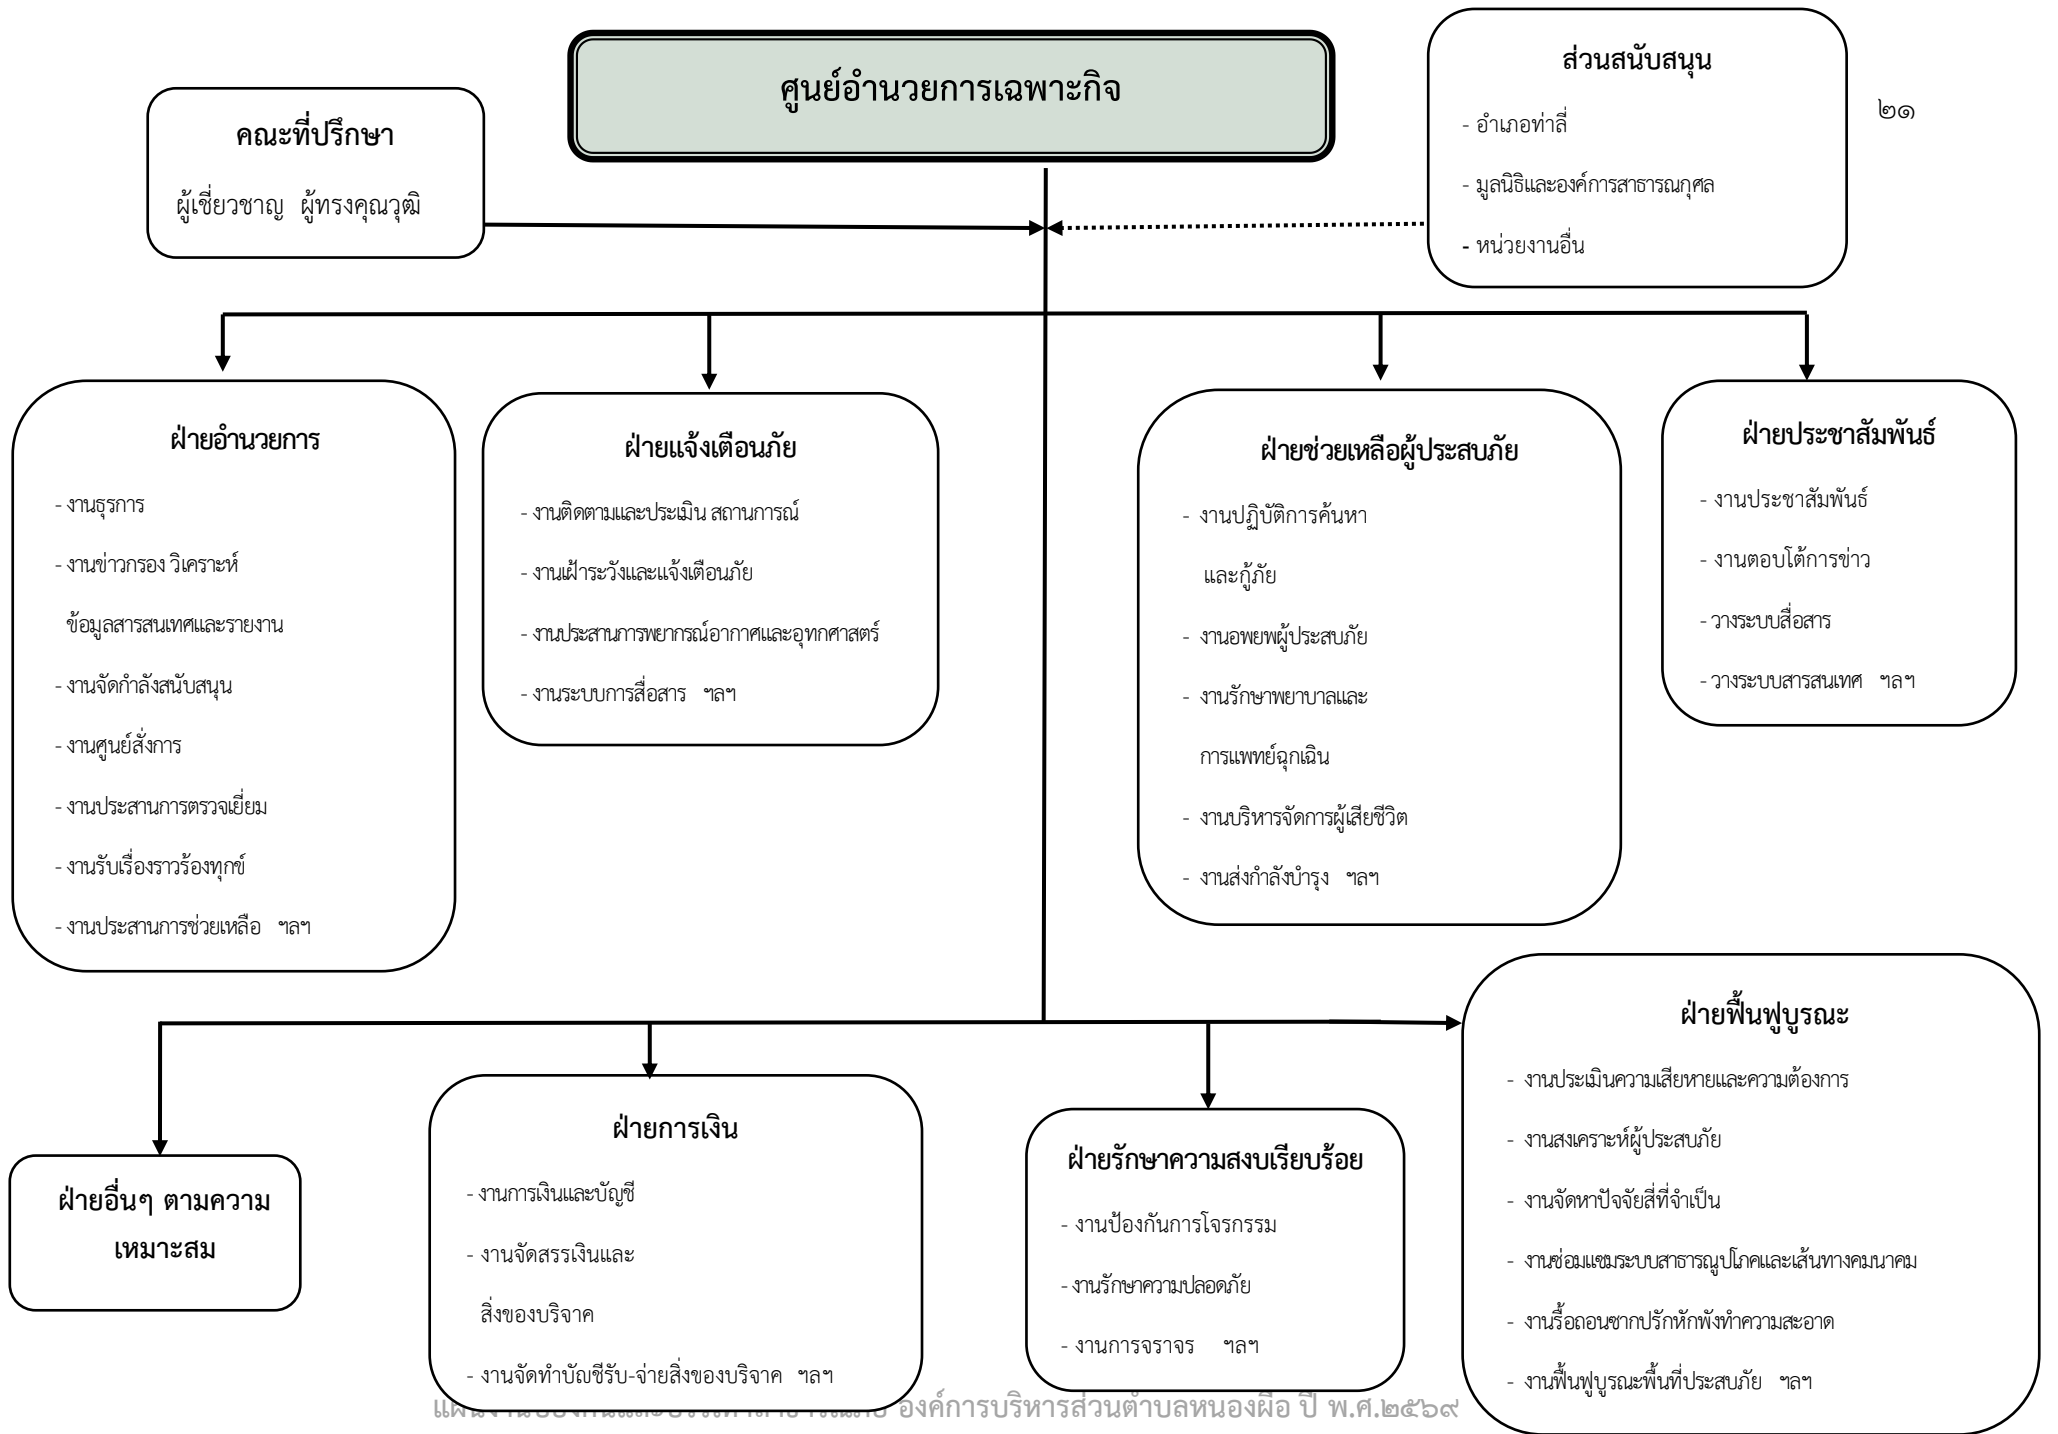 ศูนย์อำนวยการเฉพาะกิจ
คณะที่ปรึกษา
ผู้เชี่ยวชาญ ผู้ทรงคุณวุฒิ
ส่วนสนับสนุน
- อำเภอท่าลี่
- มูลนิธิและองค์การสาธารณกุศล
- หน่วยงานอื่น
๒๑
ฝ่ายอำนวยการ
- งานธุรการ
- งานข่าวกรอง วิเคราะห์
ข้อมูลสารสนเทศและรายงาน
- งานจัดกำลังสนับสนุน
- งานศูนย์สั่งการ
- งานประสานการตรวจเยี่ยม
- งานรับเรื่องราวร้องทุกข์
- งานประสานการช่วยเหลือ ฯลฯ
ฝ่ายแจ้งเตือนภัย
- งานติดตามและประเมิน สถานการณ์
- งานเฝ้าระวังและแจ้งเตือนภัย
- งานประสานการพยากรณ์อากาศและอุทกศาสตร์
- งานระบบการสื่อสาร ฯลฯ
ฝ่ายช่วยเหลือผู้ประสบภัย
- งานปฏิบัติการค้นหา
และกู้ภัย
- งานอพยพผู้ประสบภัย
- งานรักษาพยาบาลและ
การแพทย์ฉุกเฉิน
- งานบริหารจัดการผู้เสียชีวิต
- งานส่งกำลังบำรุง ฯลฯ
ฝ่ายประชาสัมพันธ์
- งานประชาสัมพันธ์
- งานตอบโต้การข่าว
- วางระบบสื่อสาร
- วางระบบสารสนเทศ ฯลฯ
ฝ่ายอื่นๆ ตามความ
เหมาะสม
ฝ่ายการเงิน
- งานการเงินและบัญชี
- งานจัดสรรเงินและ
สิ่งของบริจาค
- งานจัดทำบัญชีรับ-จ่ายสิ่งของบริจาค ฯลฯ
ฝ่ายรักษาความสงบเรียบร้อย
- งานป้องกันการโจรกรรม
- งานรักษาความปลอดภัย
- งานการจราจร ฯลฯ
ฝ่ายฟื้นฟูบูรณะ
- งานประเมินความเสียหายและความต้องการ
- งานสงเคราะห์ผู้ประสบภัย
- งานจัดหาปัจจัยสี่ที่จำเป็น
- งานซ่อมแซมระบบสาธารณูปโภคและเส้นทางคมนาคม
- งานรื้อถอนซากปรักหักพังทำความสะอาด
- งานฟื้นฟูบูรณะพื้นที่ประสบภัย ฯลฯ
องค์การบริหารส่วนตำบลหนองผือ ปี พ.ศ.๒๕๖๙